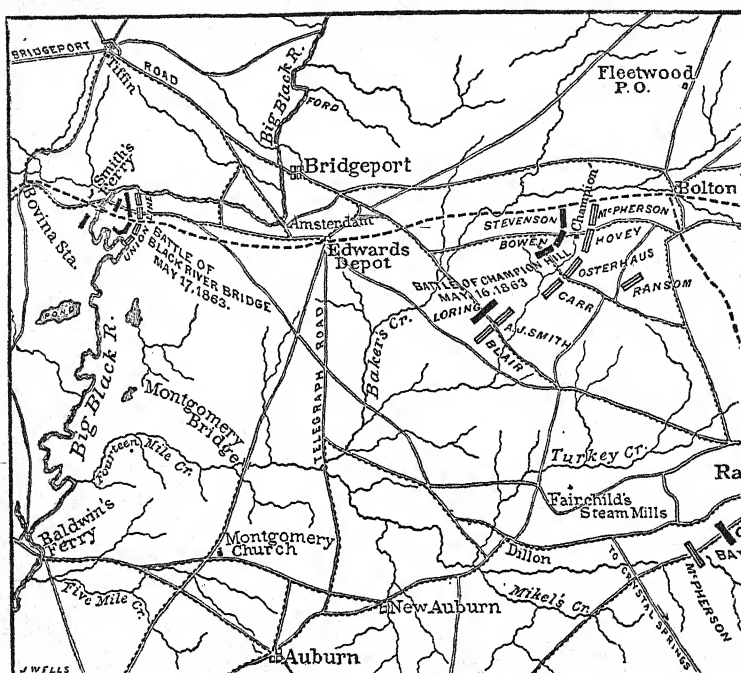 BRIDGEPORT
Tiffin
ROAD
Big Black R.
FORD
Fleetwood
P.O.
Smith's
Ferry
Bridgeport
Bovina Sta.
UNION LINE
BATTLE OF
BLACK RIVER BRIDGE
MAY, 17, 1863.
Amstendam
Edwards
Depot
STEVENSON
BOWEN
Champion
McPHERSON
HOVEY
Bolton
BATTLE OF CHAMPION HILL
MAY, 16, 1863
OSTERHAUS
CARR
RANSOM
LORING
A.J. SMITH
BLAIR
POND
Big Black R.
Montgomery
Bridge
TELEGRAPH ROAD
Baker's Cr.
Fourteen Mile Cr.
Turkey Cr.
Ra
Fairchild's
Steam Mills
Baldwin's
Ferry
Montgomery
Church
Dillon
TO CRYSTAL SPRINGS
McPHERSON
BA
Five Mile Cr.
New Auburn
Mikel's Cr.
Auburn
J WELLS